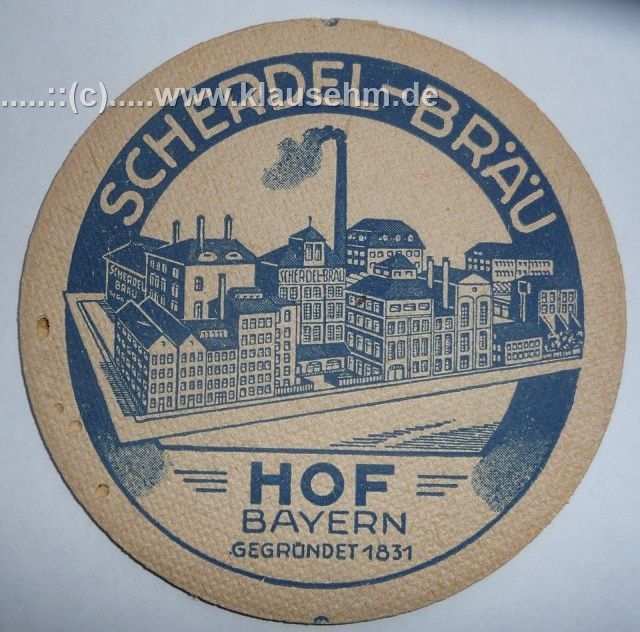 ......::(c).....www.klausehm.de
SCHERDEL-BRÄU
SCHERDEL-BRÄU
SCHERDEL
BRÄU
HOF
BAYERN
GEGRÜNDET 1831